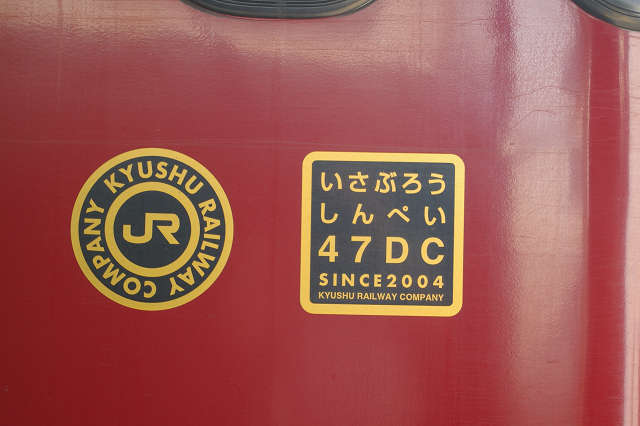 KYUSHU RAILWAY COMPANY
JR
いさぶろう
しんぺい
47DC
SINCE2004
KYUSHU RAILWAY COMPANY